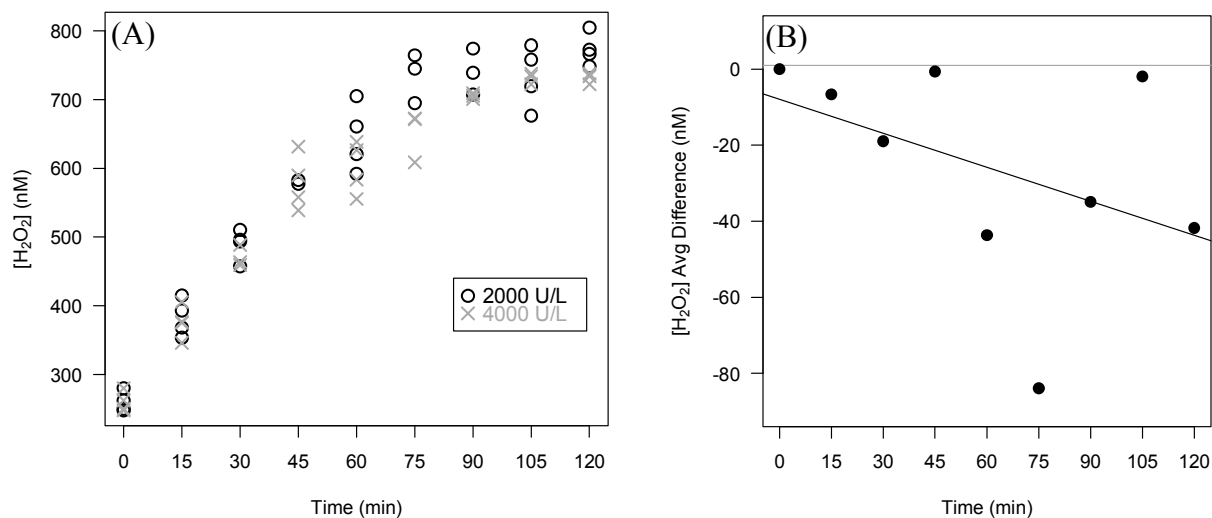 (A)
800
700
600
500
400
300
[H₂O₂] (nM)
2000 U/L
4000 U/L
0 15 30 45 60 75 90 105 120
Time (min)
(B)
0
-20
-40
-60
-80
[H₂O₂] Avg Difference (nM)
0 15 30 45 60 75 90 105 120
Time (min)